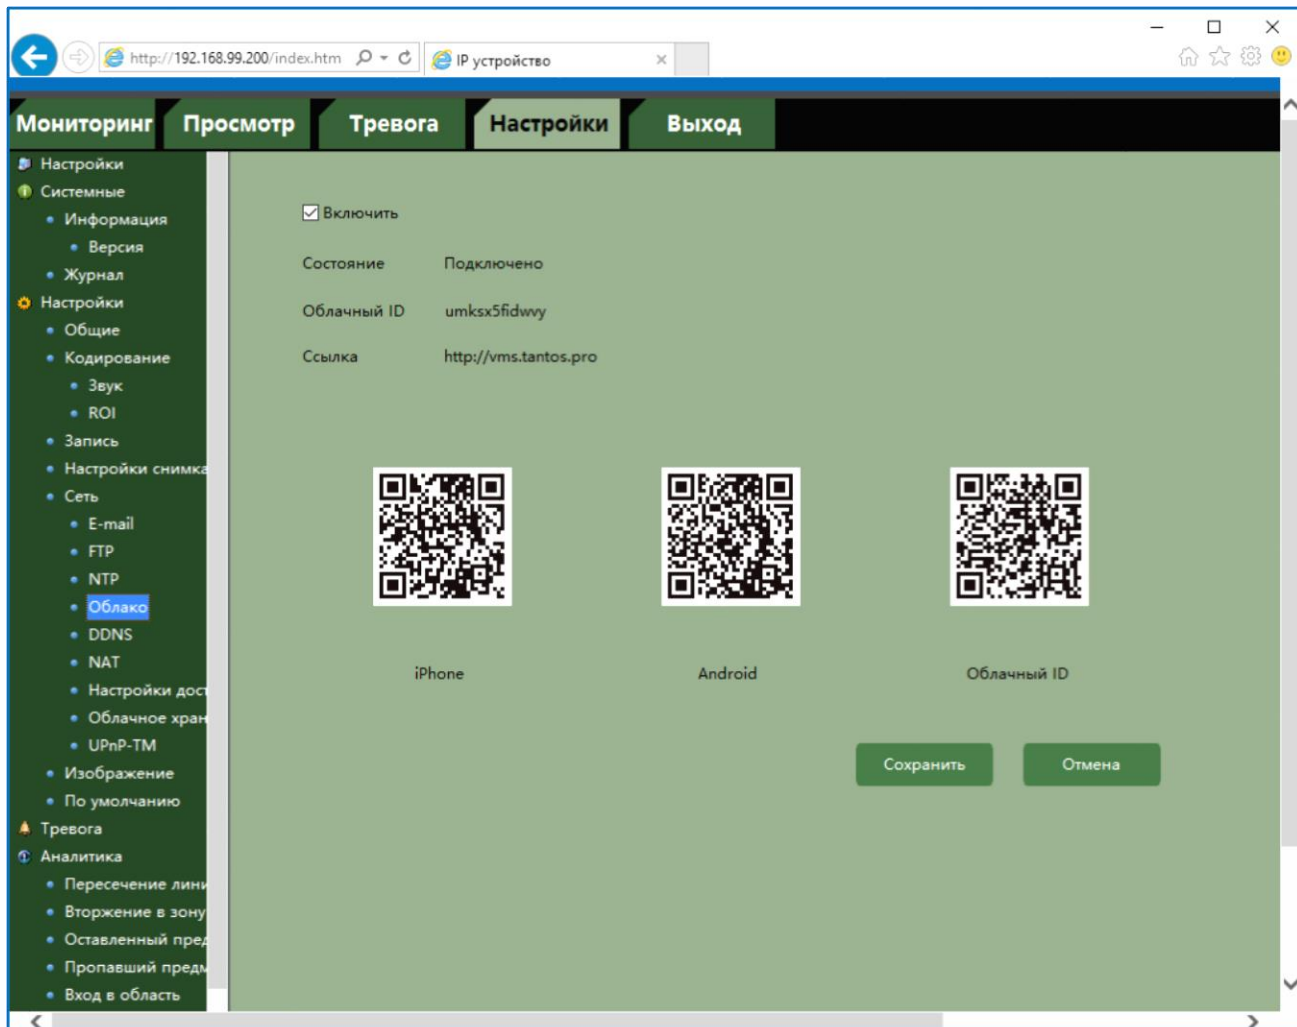 http://192.168.99.200/index.htm
IP устройство
Мониторинг Просмотр Тревога Настройки Выход
Настройки
Системные
Информация
Версия
Журнал
Настройки
Общие
Кодирование
Звук
ROI
Запись
Настройки снимка
Сеть
E-mail
FTP
NTP
Облако
DDNS
NAT
Настройки дост
Облачное хран
UPnP-TM
Изображение
По умолчанию
Тревога
Аналитика
Пересечение лини
Вторжение в зону
Оставленный пред
Пропавший предм
Вход в область
Включить
Состояние Подключено
Облачный ID umksx5fidwvy
Ссылка http://vms.tantos.pro
iPhone Android Облачный ID
Сохранить Отмена